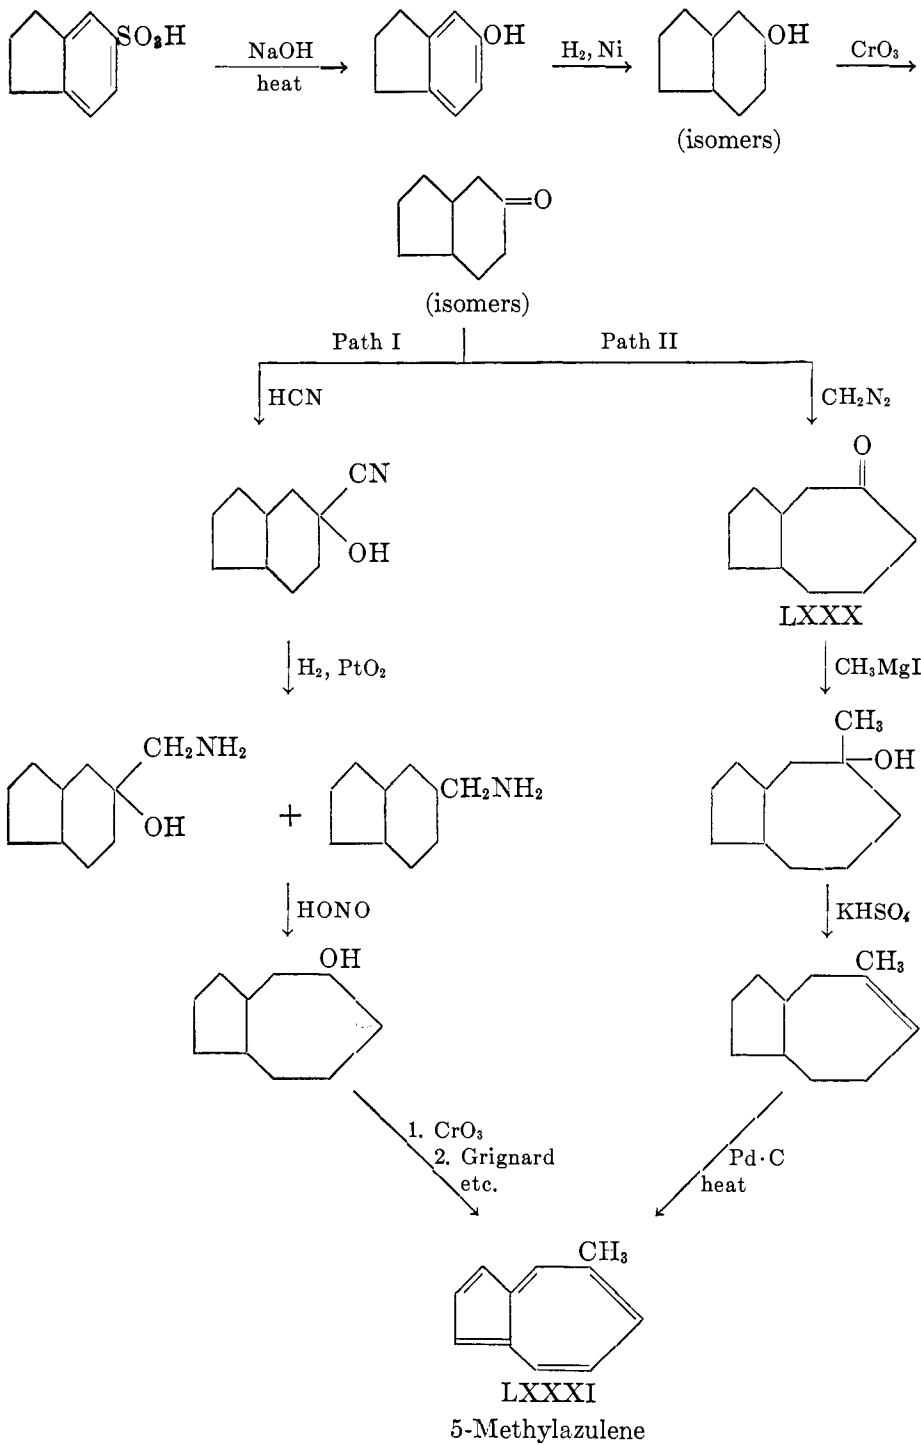 SO₃H
NaOH
heat
OH
H₂, Ni
OH
CrO₃
(isomers)
O
(isomers)
Path I
Path II
HCN
CH₂N₂
CN
OH
O
LXXX
H₂, PtO₂
CH₃MgI
CH₂NH₂
OH
+
CH₂NH₂
CH₃
OH
HONO
KHSO₄
OH
CH₃
1. CrO₃
2. Grignard
etc.
Pd·C
heat
CH₃
LXXXI
5-Methylazulene